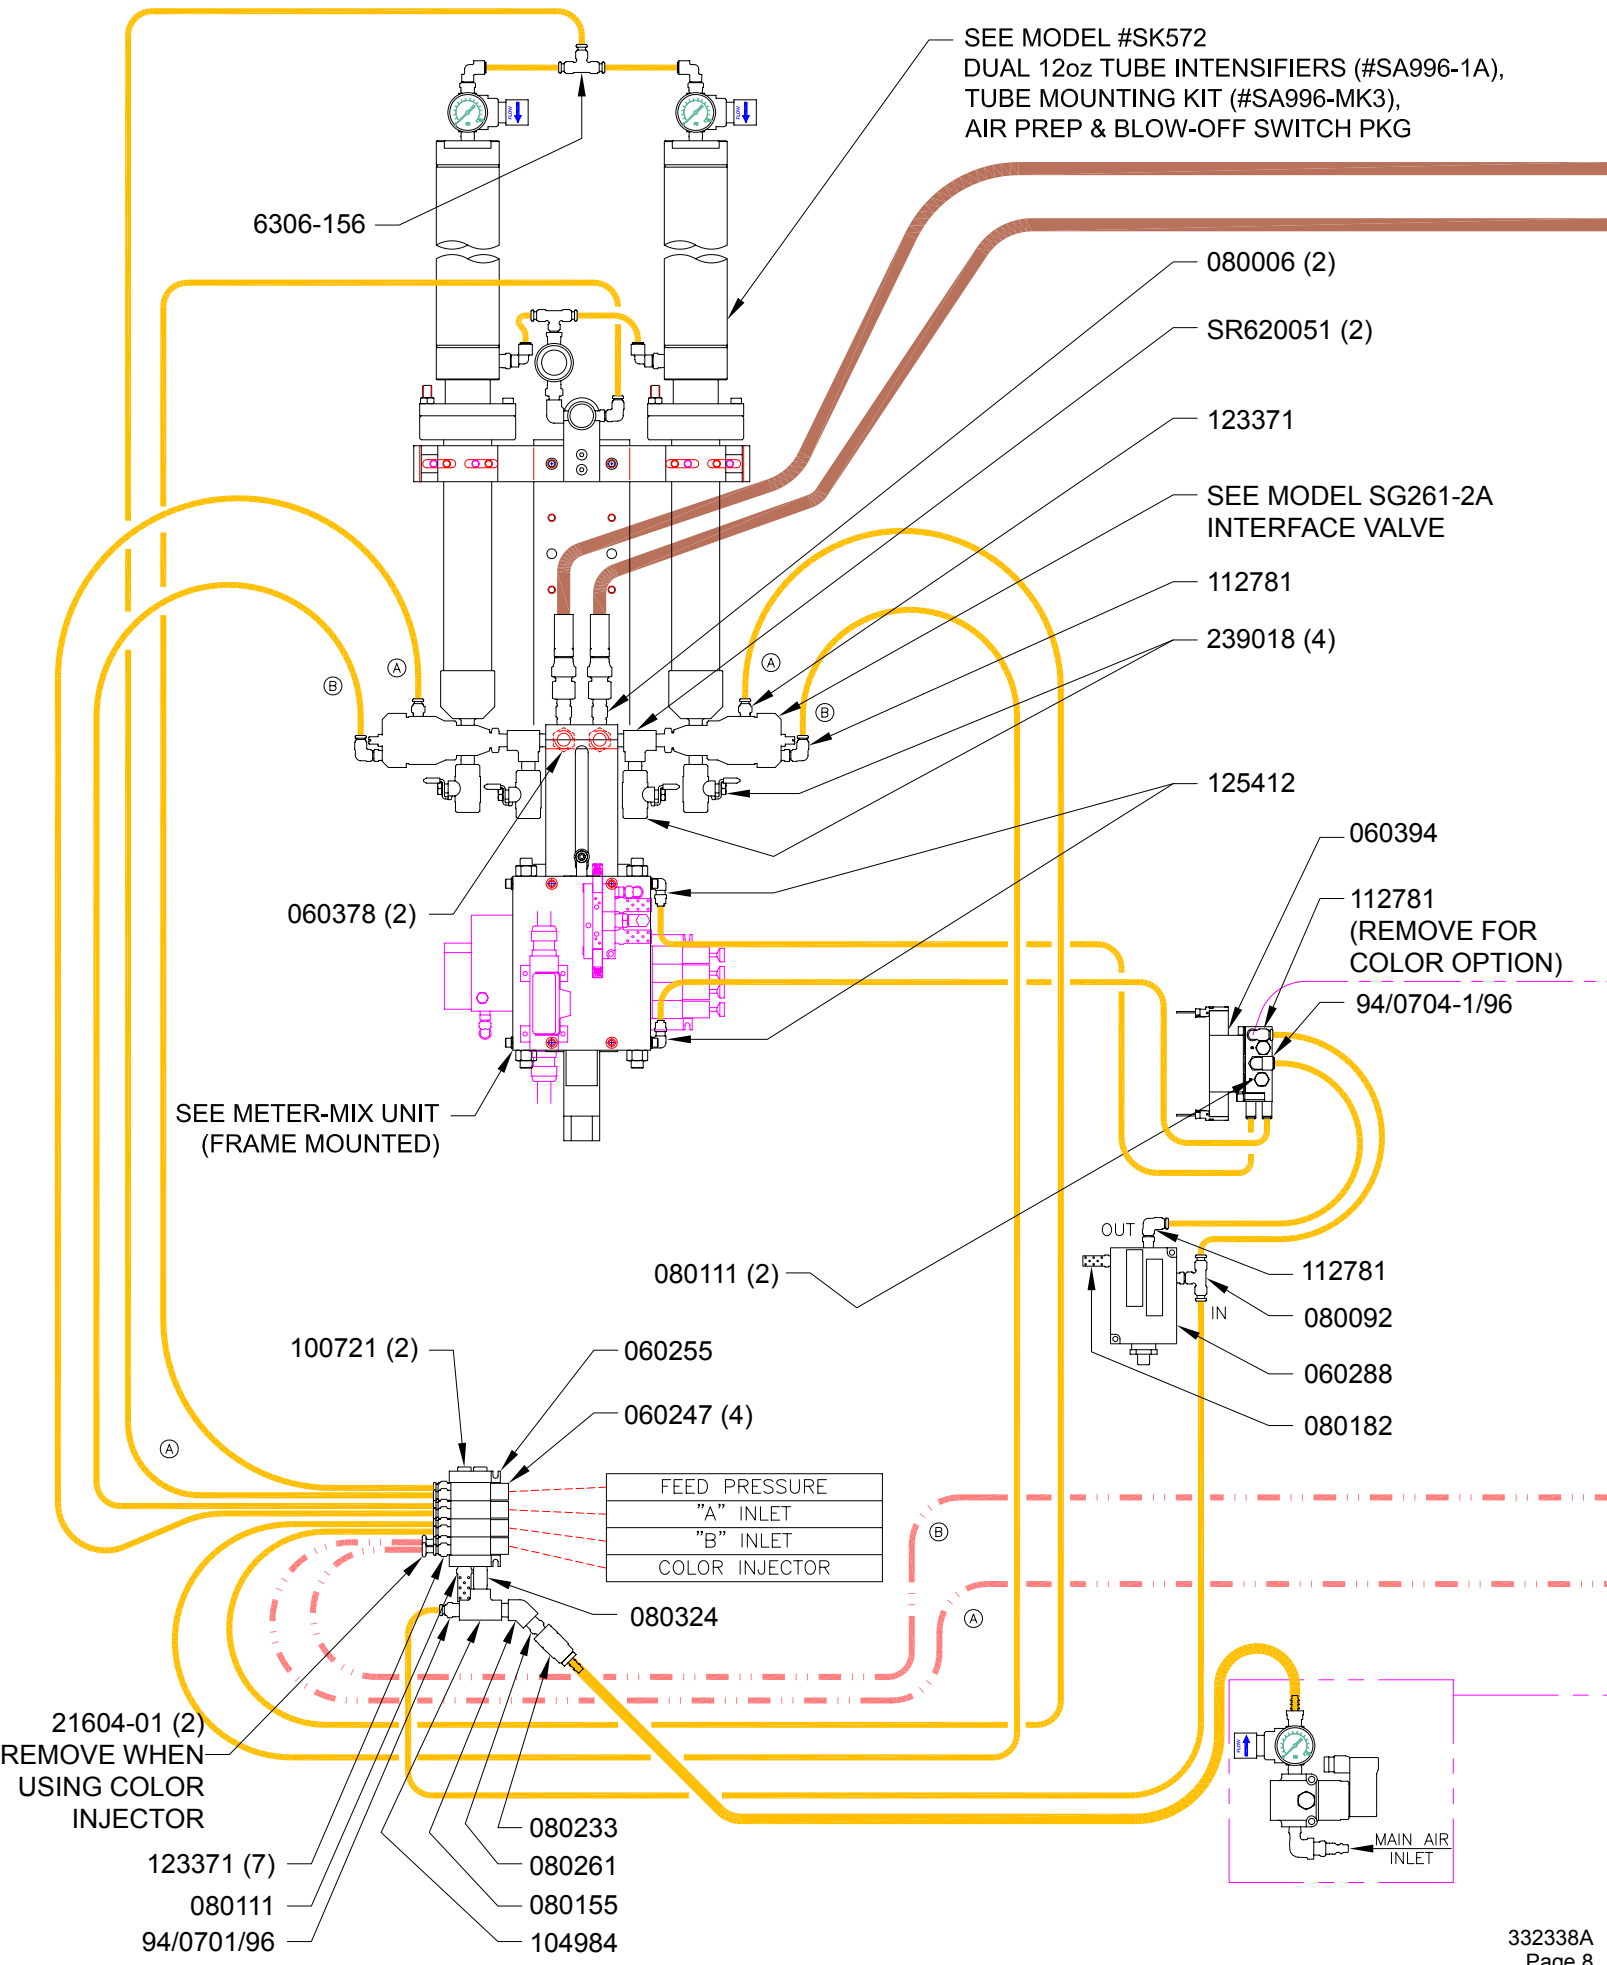 SEE MODEL #SK572
DUAL 12oz TUBE INTENSIFIERS (#SA996-1A),
TUBE MOUNTING KIT (#SA996-MK3),
AIR PREP & BLOW-OFF SWITCH PKG
FLOW
FLOW
6306-156
080006 (2)
SR620051 (2)
123371
SEE MODEL SG261-2A
INTERFACE VALVE
112781
239018 (4)
A
B
A
B
125412
060394
060378 (2)
112781
(REMOVE FOR
COLOR OPTION)
94/0704-1/96
SEE METER-MIX UNIT
(FRAME MOUNTED)
OUT
080111 (2)
112781
IN
080092
100721 (2)
060255
060288
060247 (4)
080182
A
FEED PRESSURE
"A" INLET
"B" INLET
COLOR INJECTOR
B
080324
A
21604-01 (2)
REMOVE WHEN
USING COLOR
INJECTOR
FLOW
080233
MAIN AIR
INLET
123371 (7)
080261
080111
080155
94/0701/96
104984
332338A
Page 8